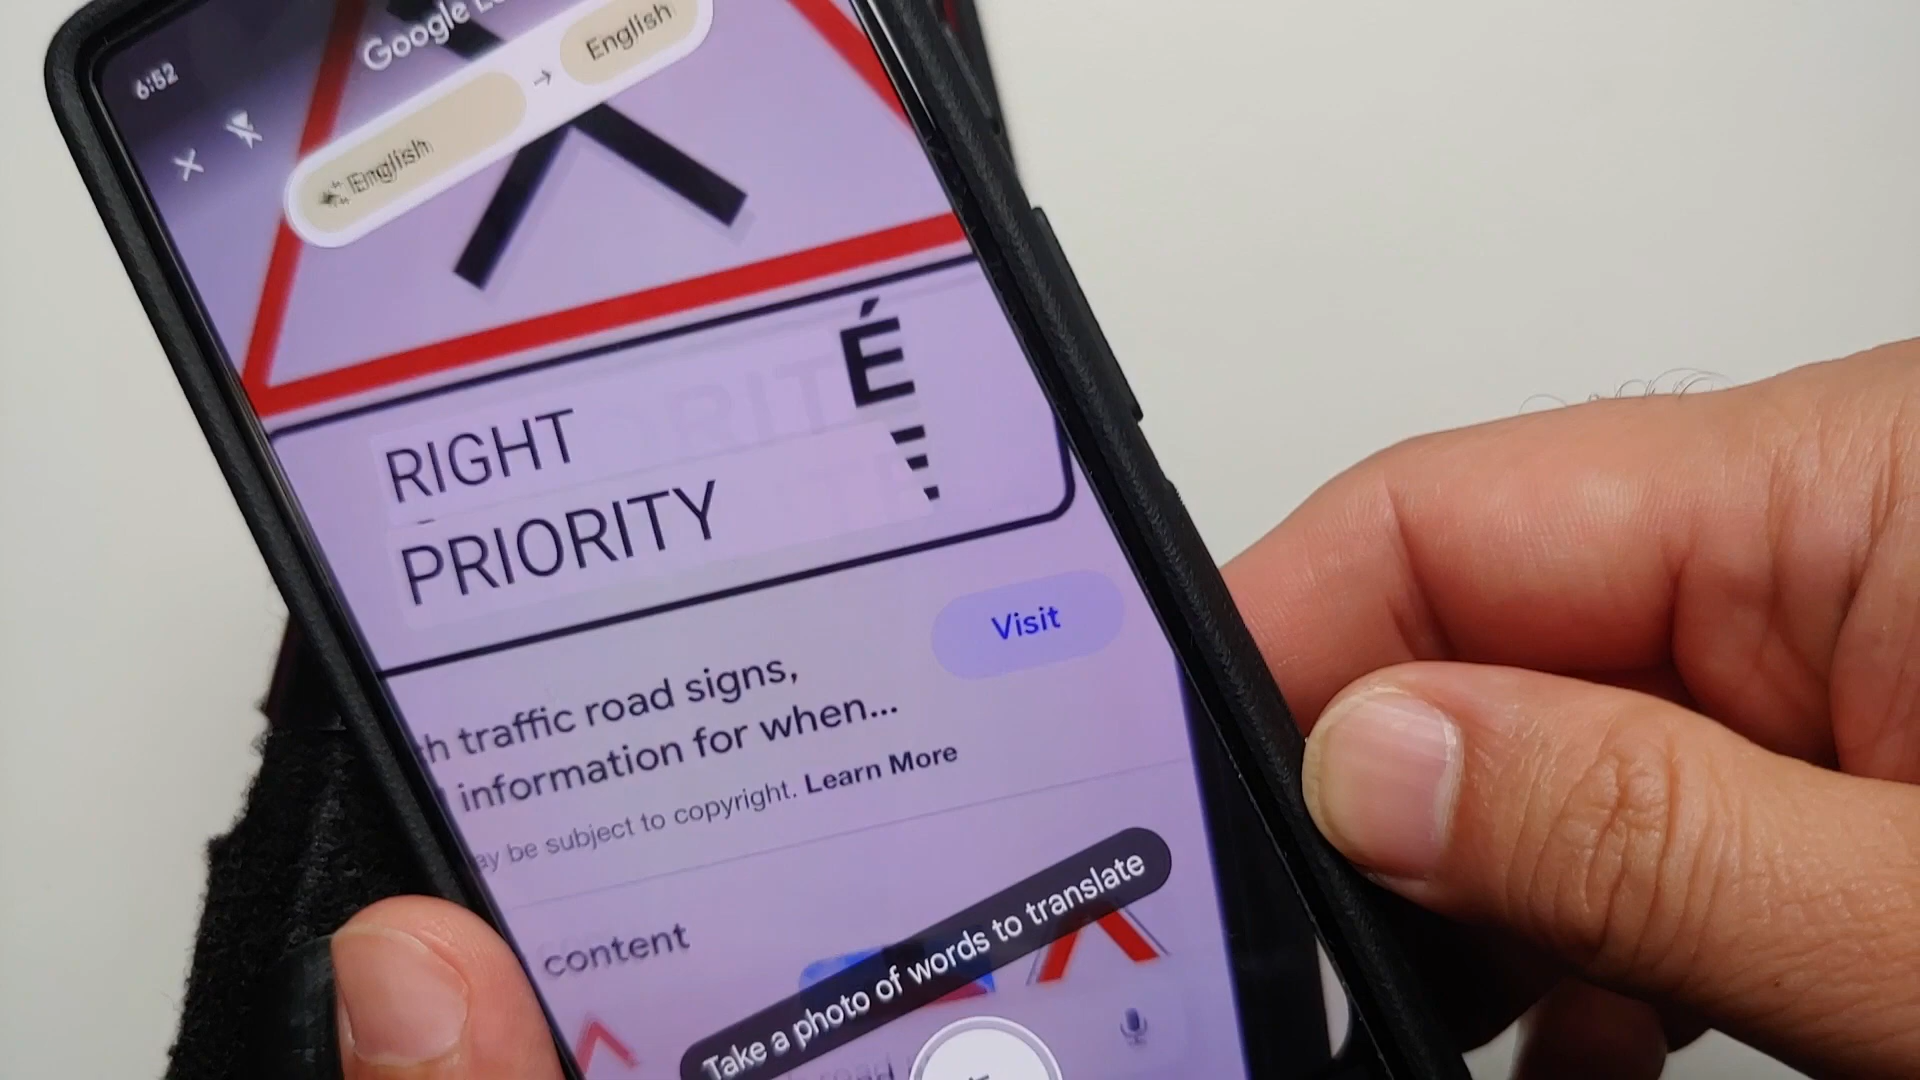 6:52
Google
English → English
É
RIGHT
PRIORITY
Visit
traffic road signs,
information for when...
be subject to copyright. Learn More
content
Take a photo of words to translate